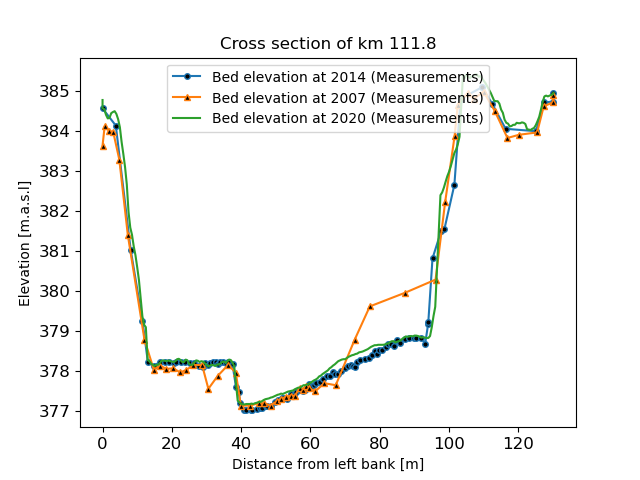 Cross section of km 111.8
Bed elevation at 2014 (Measurements)
Bed elevation at 2007 (Measurements)
Bed elevation at 2020 (Measurements)
Elevation [m.a.s.l]
385
384
383
382
381
380
379
378
377
0 20 40 60 80 100 120
Distance from left bank [m]